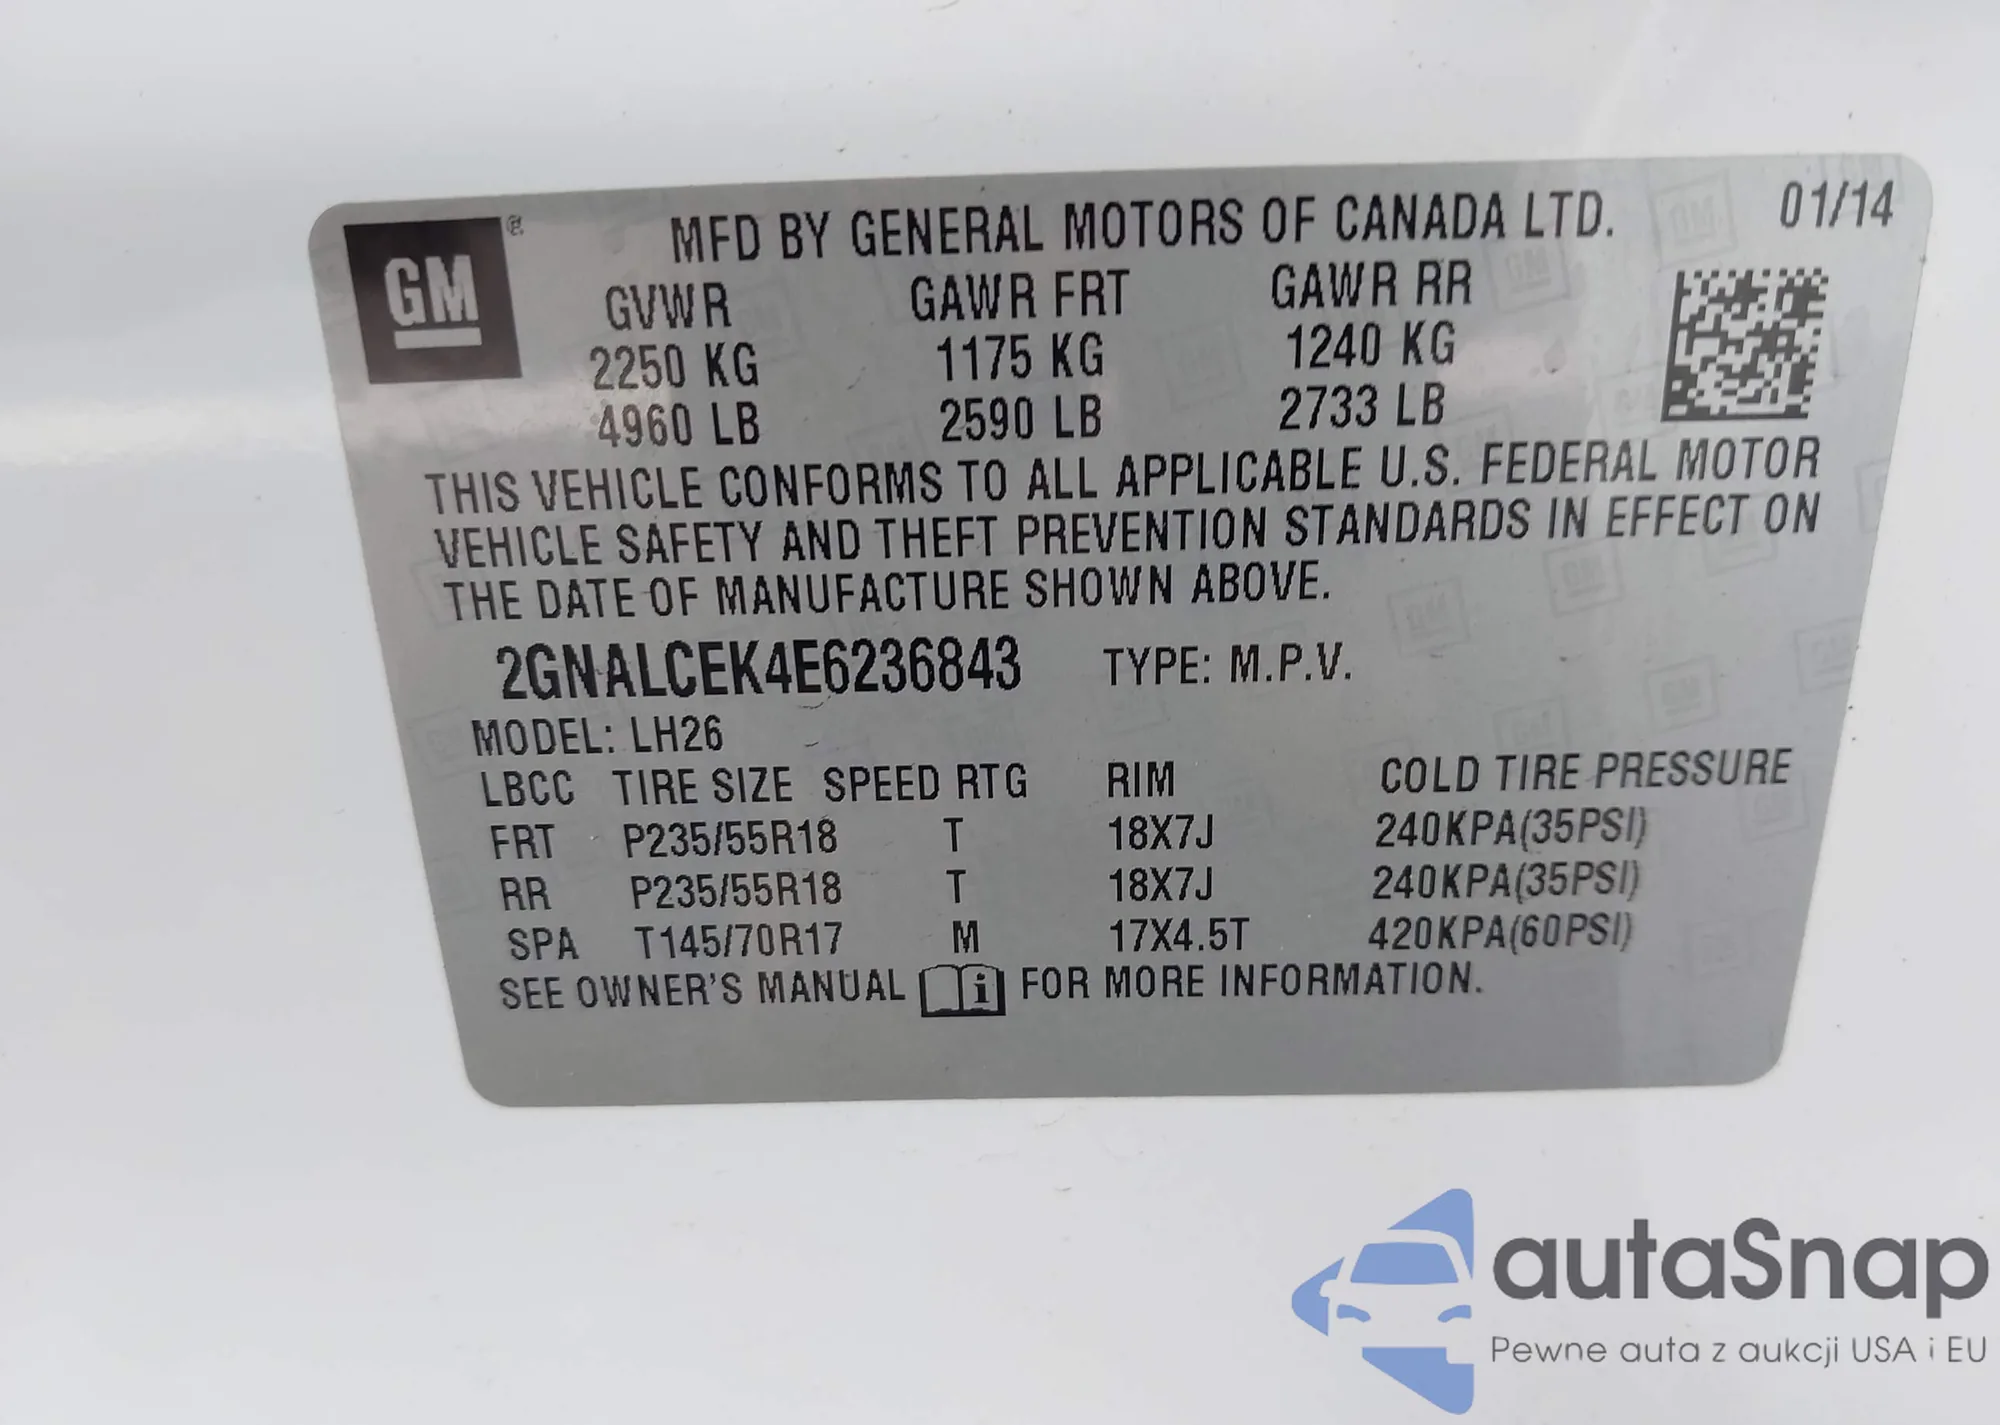 GM ®
MFD BY GENERAL MOTORS OF CANADA LTD. 01/14
GVWR GAWR FRT GAWR RR
2250 KG 1175 KG 1240 KG
4960 LB 2590 LB 2733 LB
THIS VEHICLE CONFORMS TO ALL APPLICABLE U.S. FEDERAL MOTOR
VEHICLE SAFETY AND THEFT PREVENTION STANDARDS IN EFFECT ON
THE DATE OF MANUFACTURE SHOWN ABOVE.
2GNALCEK4E6236843 TYPE: M.P.V.
MODEL: LH26
LBCC TIRE SIZE SPEED RTG RIM COLD TIRE PRESSURE
FRT P235/55R18 T 18X7J 240KPA(35PSI)
RR P235/55R18 T 18X7J 240KPA(35PSI)
SPA T145/70R17 M 17X4.5T 420KPA(60PSI)
SEE OWNER'S MANUAL i FOR MORE INFORMATION.
autaSnap
Pewne auta z aukcji USA i EU